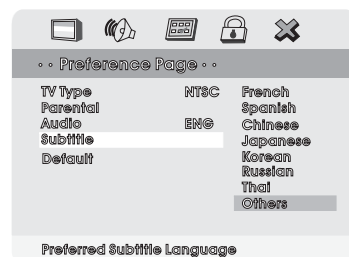 •• Preference Page ••
TV Type NTSC French
Parental Spanish
Audio ENG Chinese
Subtitle Japanese
Default Korean
Russian
Thai
Others
Preferred Subtitle Language